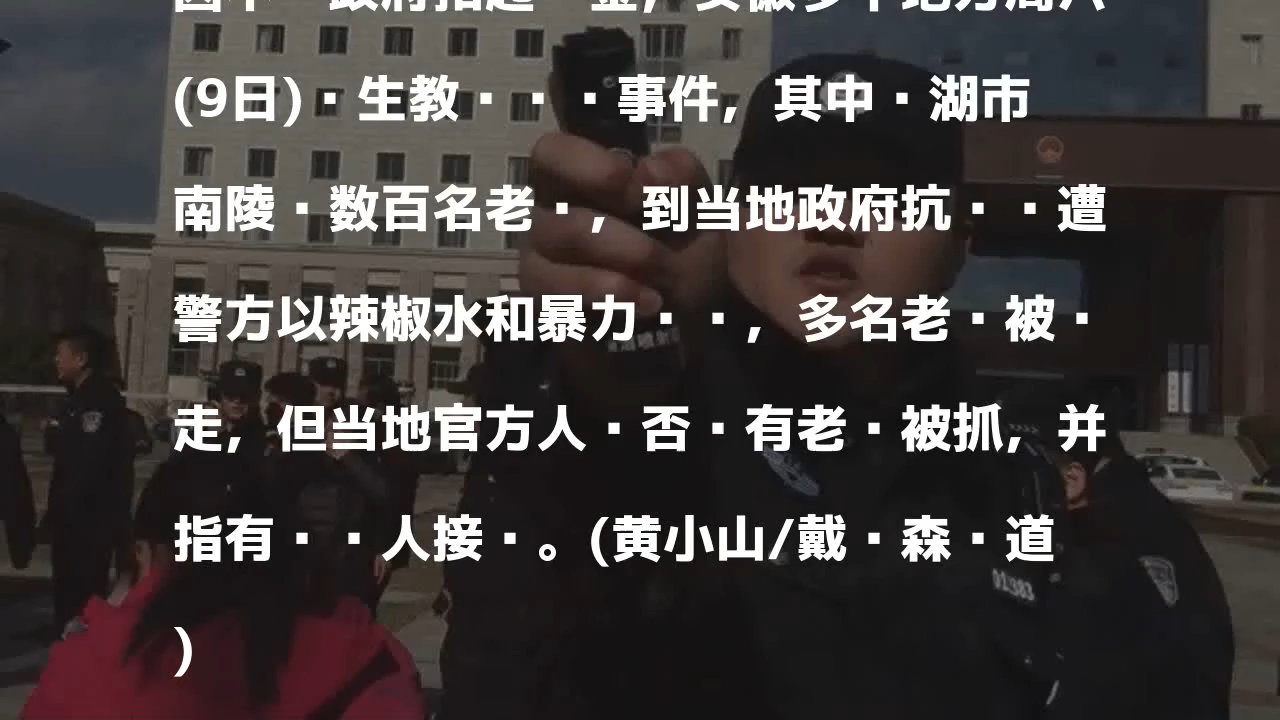 (9日)·生教···事件，其中·湖市
南陵·数百名老·，到当地政府抗··遭
警方以辣椒水和暴力··，多名老·被·
走，但当地官方人·否·有老·被抓，并
指有··人接·。(黄小山/戴·森·道
)
01383